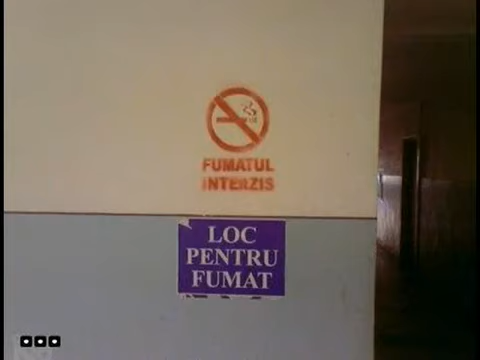 FUMATUL
INTERZIS
LOC
PENTRU
FUMAT